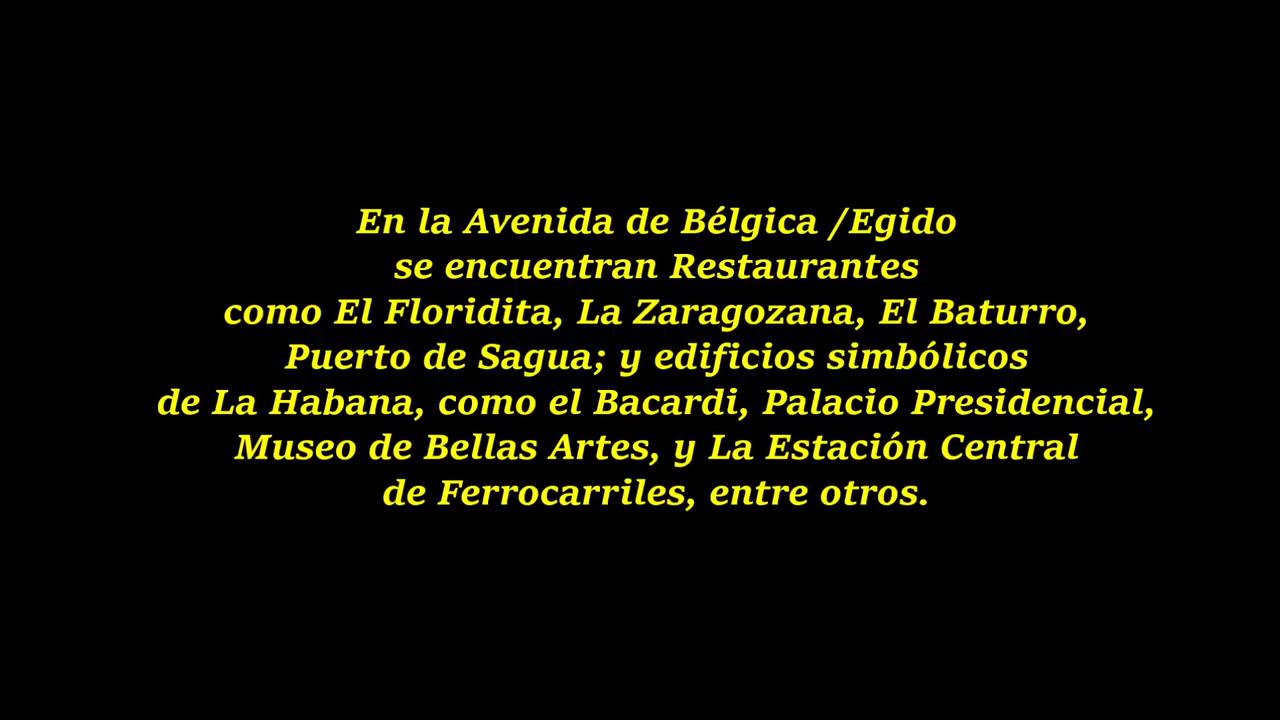 En la Avenida de Bélgica /Egido
se encuentran Restaurantes
como El Floridita, La Zaragozana, El Baturro,
Puerto de Sagua; y edificios simbólicos
de La Habana, como el Bacardi, Palacio Presidencial,
Museo de Bellas Artes, y La Estación Central
de Ferrocarriles, entre otros.